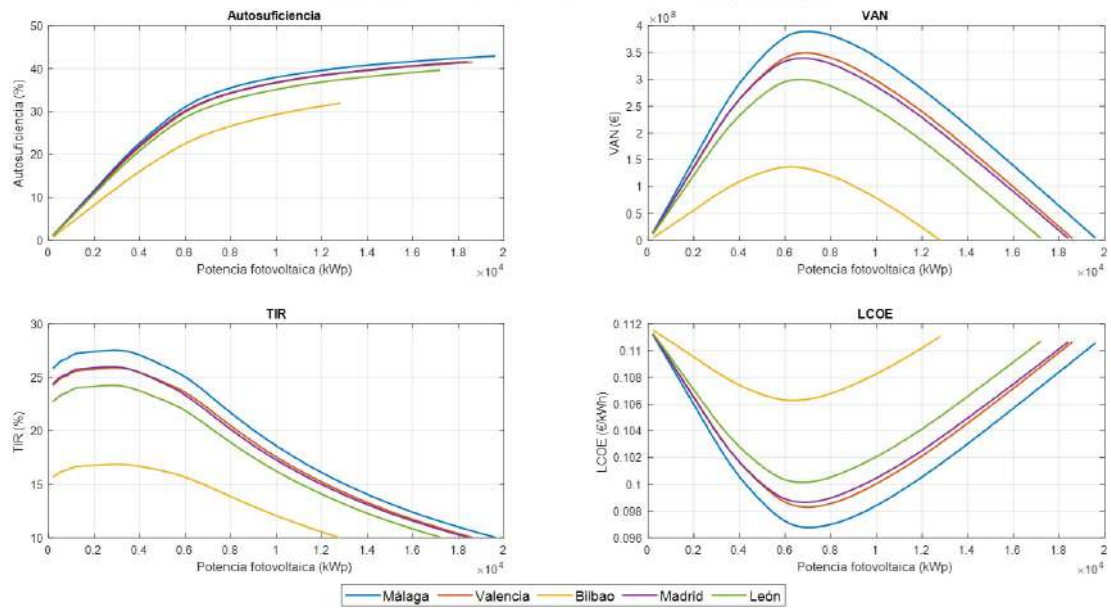 Autosuficiencia
50
40
30
20
10
0
Autosuficiencia (%)
0 0.2 0.4 0.6 0.8 1 1.2 1.4 1.6 1.8 2
Potencia fotovoltaica (kWp)
×10⁴
VAN
×10⁸
4
3.5
3
2.5
2
1.5
1
0.5
0
VAN (€)
0 0.2 0.4 0.6 0.8 1 1.2 1.4 1.6 1.8 2
Potencia fotovoltaica (kWp)
×10⁴
TIR
30
25
20
15
10
TIR (%)
0 0.2 0.4 0.6 0.8 1 1.2 1.4 1.6 1.8 2
Potencia fotovoltaica (kWp)
×10⁴
LCOE
0.112
0.11
0.108
0.106
0.104
0.102
0.1
0.098
0.096
LCOE (€/kWh)
0 0.2 0.4 0.6 0.8 1 1.2 1.4 1.6 1.8 2
Potencia fotovoltaica (kWp)
×10⁴
Málaga Valencia Bilbao Madrid León